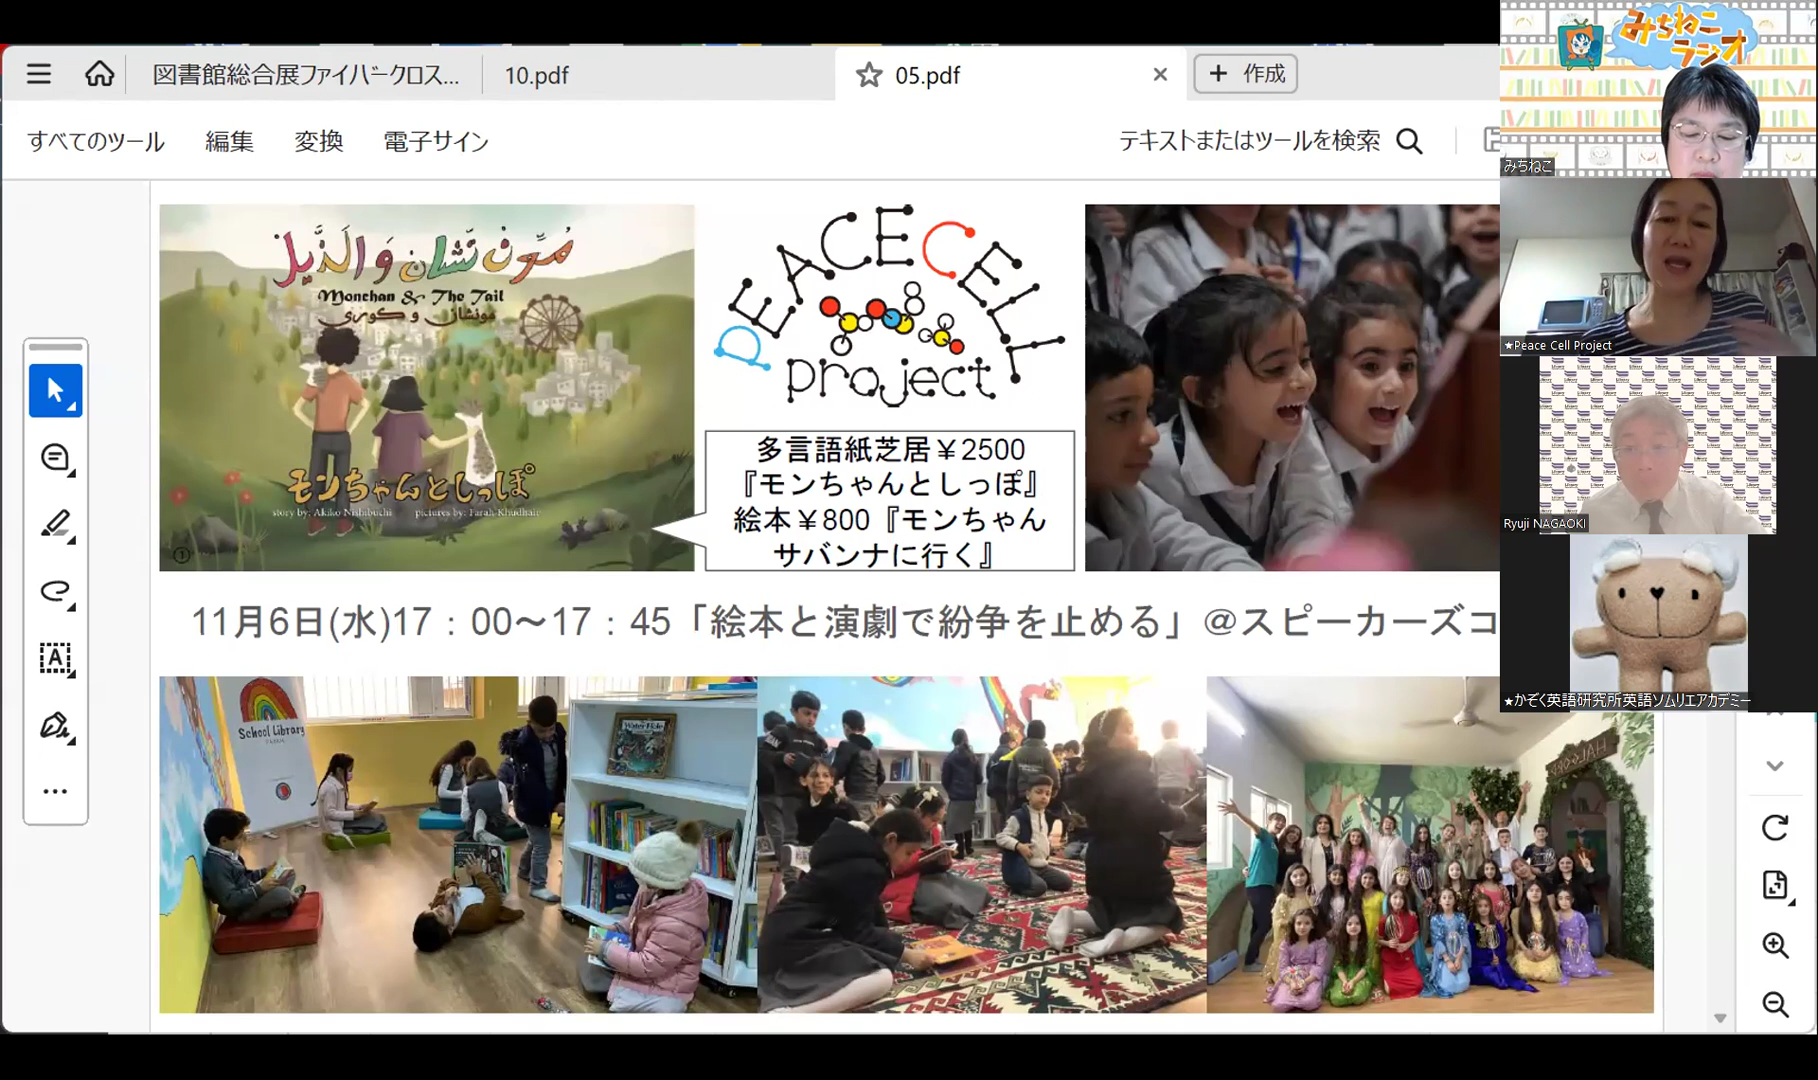 図書館総合展ファイバークロス...
10.pdf
05.pdf
作成
すべてのツール
編集
変換
電子サイン
テキストまたはツールを検索
مۆنشان وَالذَّيل
Monchan & The Tail
モンちゃんとしっぽ
story by: Akiko Nishibuchi
pictures by: Farah Khudhair
1
PEACE CELL
project
多言語紙芝居￥2500
『モンちゃんとしっぽ』
絵本￥800『モンちゃん
サバンナに行く』
11月6日(水)17：00～17：45「絵本と演劇で紛争を止める」＠スピーカーズコ
School Library
Water Hole
HALGORD
みちねこ
ラジオ
みちねこ
★Peace Cell Project
Ryuji NAGAOKI
★かぞく英語研究所英語ソムリエアカデミー